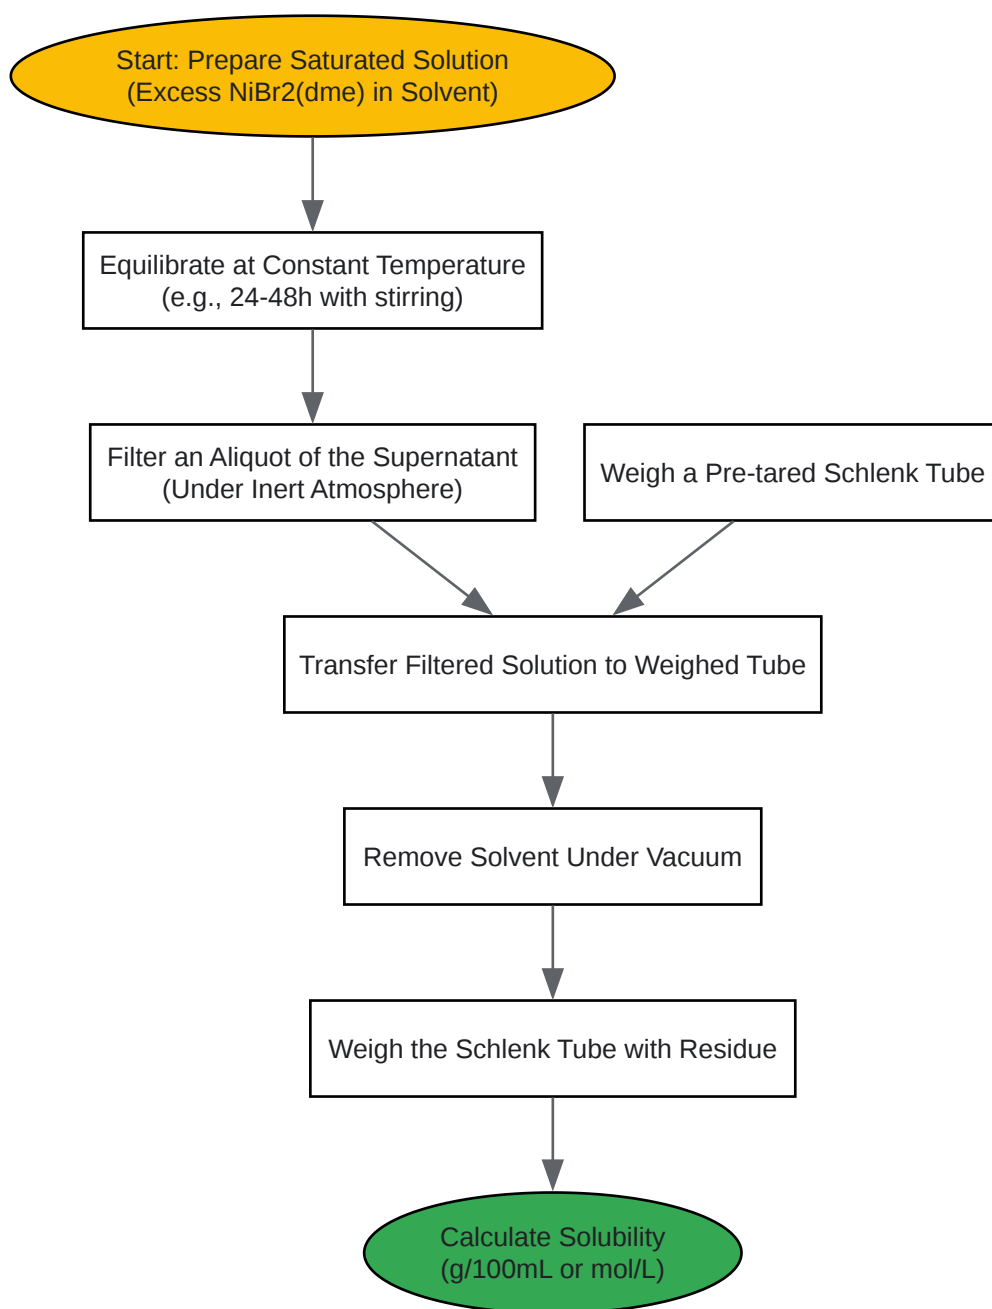 Start: Prepare Saturated Solution
(Excess NiBr2(dme) in Solvent)
Equilibrate at Constant Temperature
(e.g., 24-48h with stirring)
Filter an Aliquot of the Supernatant
(Under Inert Atmosphere)
Weigh a Pre-tared Schlenk Tube
Transfer Filtered Solution to Weighed Tube
Remove Solvent Under Vacuum
Weigh the Schlenk Tube with Residue
Calculate Solubility
(g/100mL or mol/L)